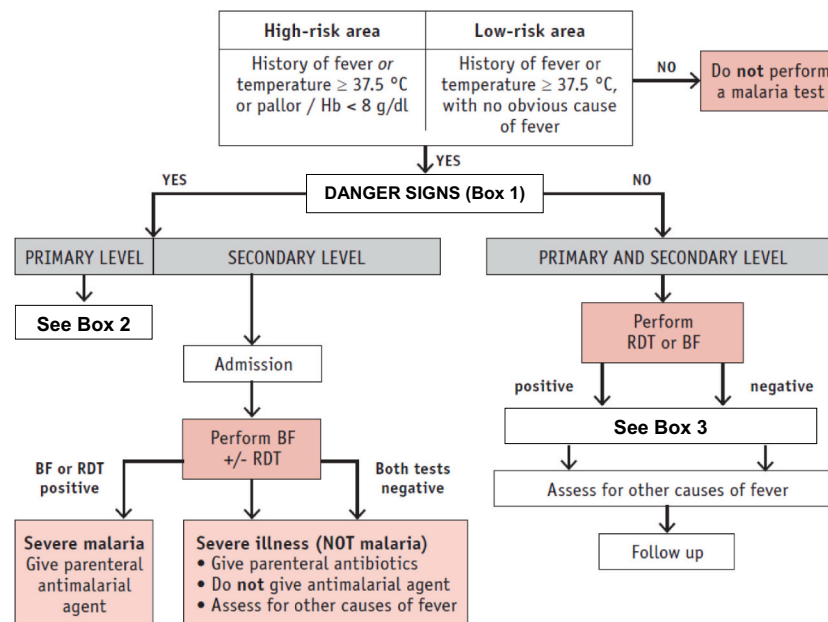 High-risk area
History of fever or
temperature ≥ 37.5 °C
or pallor / Hb < 8 g/dl
Low-risk area
History of fever or
temperature ≥ 37.5 °C,
with no obvious cause
of fever
NO
Do not perform
a malaria test
YES
DANGER SIGNS (Box 1)
YES
NO
PRIMARY LEVEL
SECONDARY LEVEL
PRIMARY AND SECONDARY LEVEL
See Box 2
Admission
Perform BF
+/- RDT
BF or RDT
positive
Both tests
negative
Severe malaria
Give parenteral
antimalarial
agent
Severe illness (NOT malaria)
• Give parenteral antibiotics
• Do not give antimalarial agent
• Assess for other causes of fever
Perform
RDT or BF
positive
negative
See Box 3
Assess for other causes of fever
Follow up